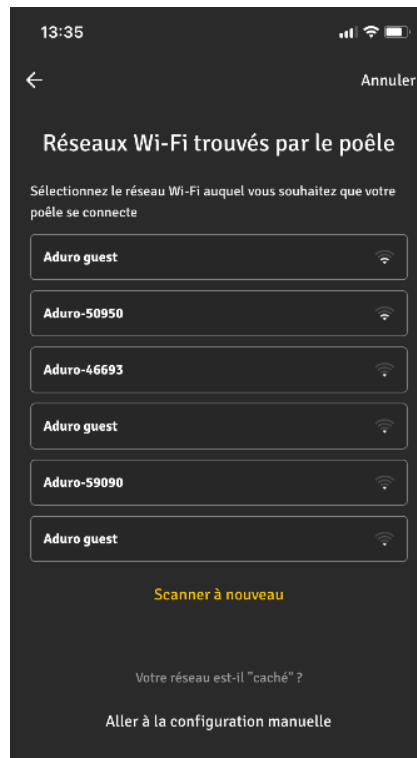 13:35
Annuler
Réseaux Wi-Fi trouvés par le poêle
Sélectionnez le réseau Wi-Fi auquel vous souhaitez que votre
poêle se connecte
Aduro guest
Aduro-50950
Aduro-46693
Aduro guest
Aduro-59090
Aduro guest
Scanner à nouveau
Votre réseau est-il "caché" ?
Aller à la configuration manuelle